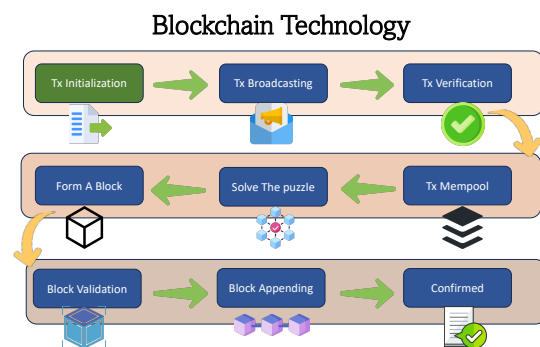 Blockchain Technology
Tx Initialization
Tx Broadcasting
Tx Verification
Form A Block
Solve The puzzle
Tx Mempool
Block Validation
Block Appending
Confirmed